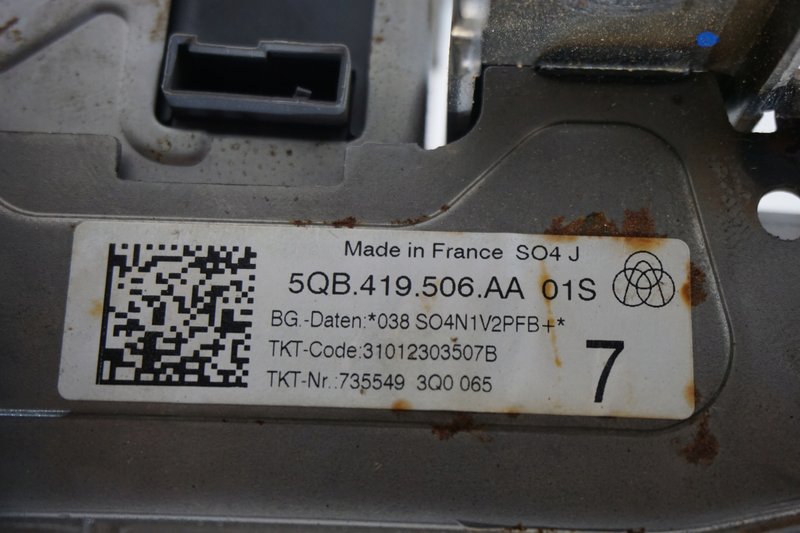 Made in France SO4 J
5QB.419.506.AA 01S
BG.-Daten:*038 SO4N1V2PFB+*
TKT-Code:31012303507B
TKT-Nr.:735549 3Q0 065
7